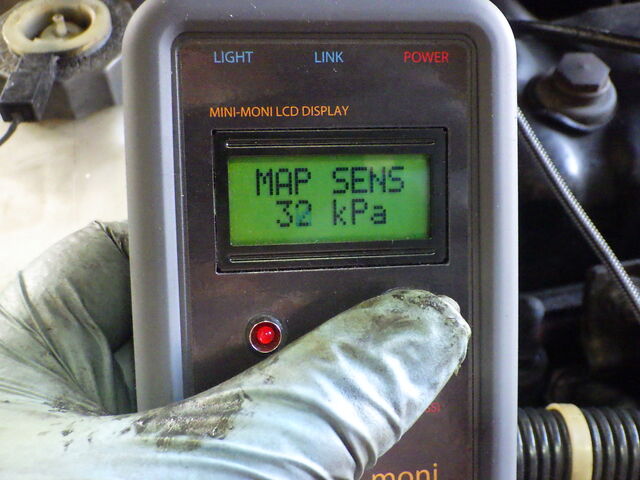 LIGHT LINK POWER
MINI-MONI LCD DISPLAY
MAP SENS
32 kPa
moni